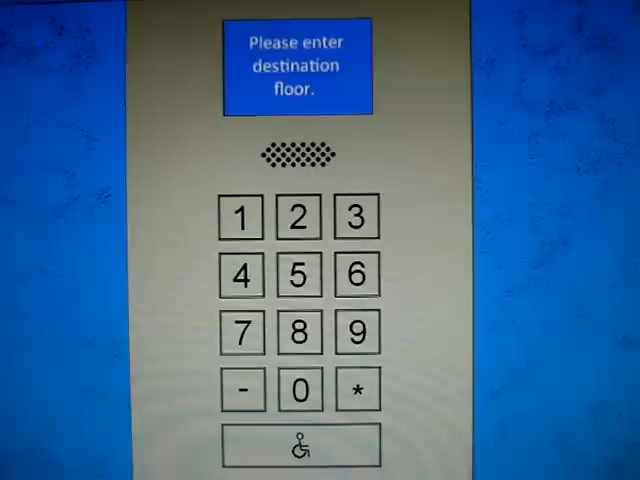 Please enter
destination
floor.
1 2 3
4 5 6
7 8 9
- 0 *